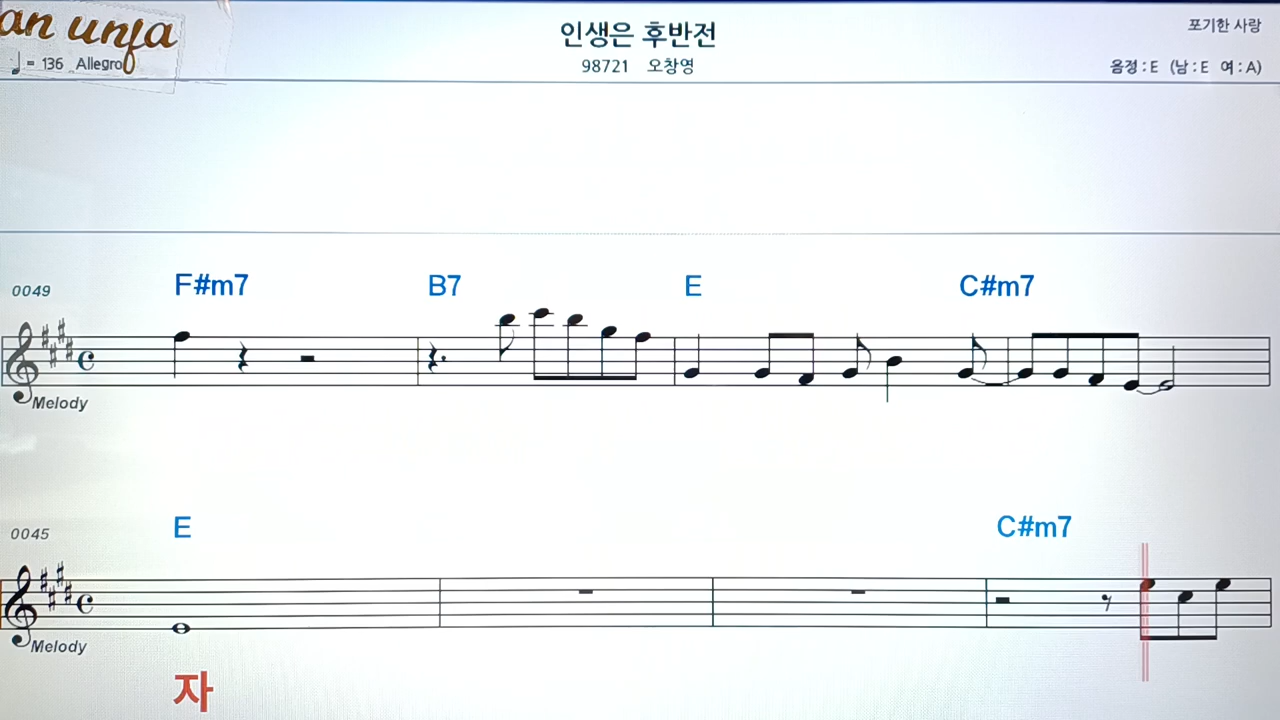 an unfa
인생은 후반전
포기한 사랑
= 136 Allegro
98721 오창영
음정 : E (남 : E 여 : A)
0049
F#m7 B7 E C#m7
Melody
0045
E C#m7
Melody
자